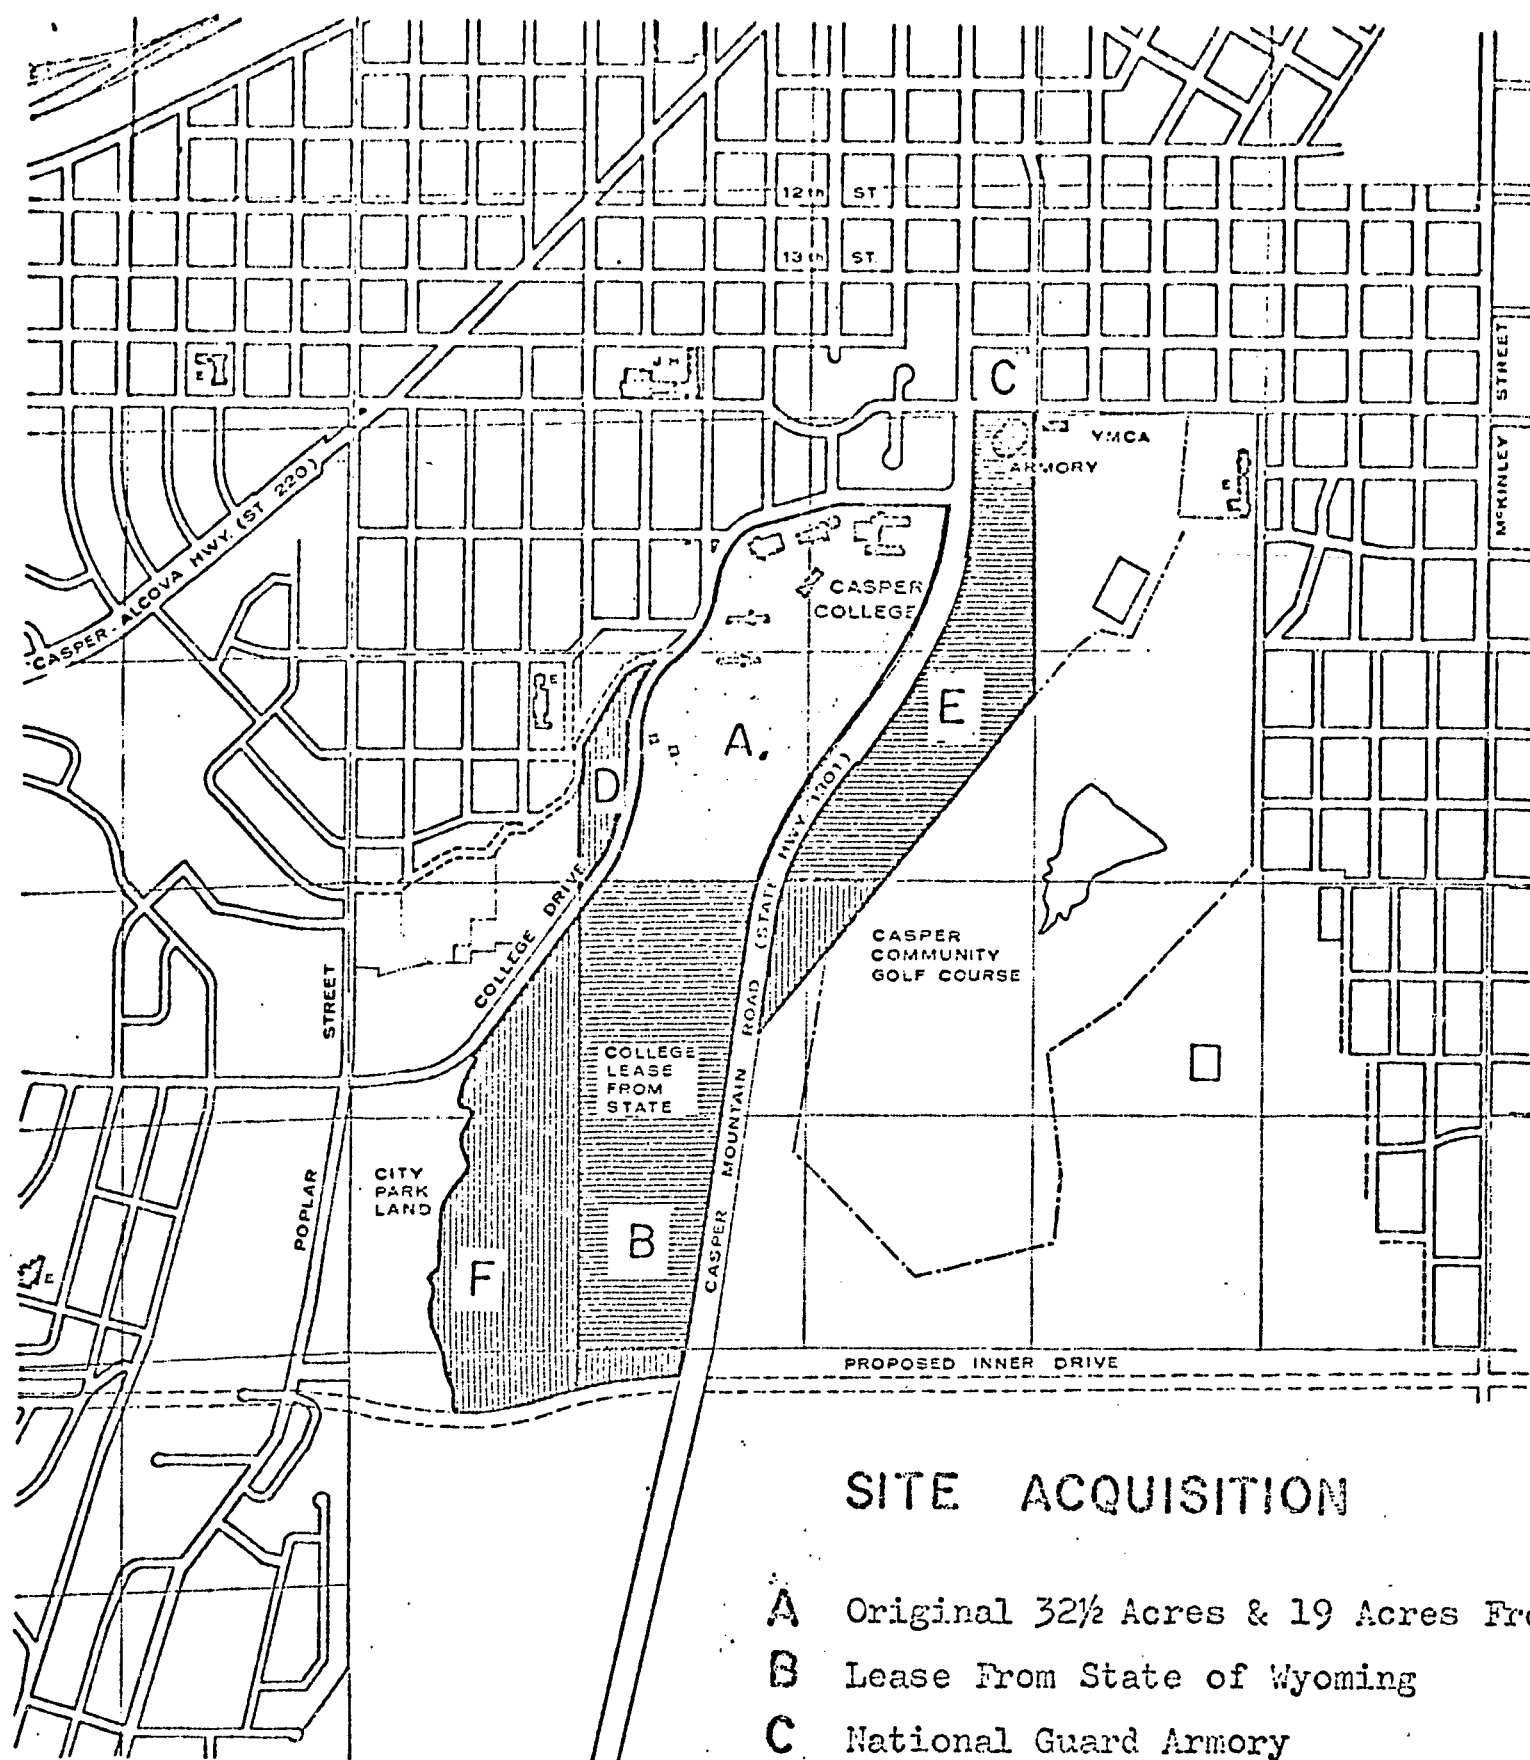 12th ST.
13th ST.
J H
E
C
YMCA
ARMORY
E
McKINLEY STREET
CASPER - ALCOVA HWY. (ST 220)
CASPER
COLLEGE
E
E
A.
D
COLLEGE DRIVE
CASPER MOUNTAIN ROAD (STATE HWY. 1301)
CASPER
COMMUNITY
GOLF COURSE
POPLAR STREET
COLLEGE
LEASE
FROM
STATE
CITY
PARK
LAND
B
F
E
PROPOSED INNER DRIVE
SITE ACQUISITION
A Original 32½ Acres & 19 Acres Fro
B Lease From State of Wyoming
C National Guard Armory